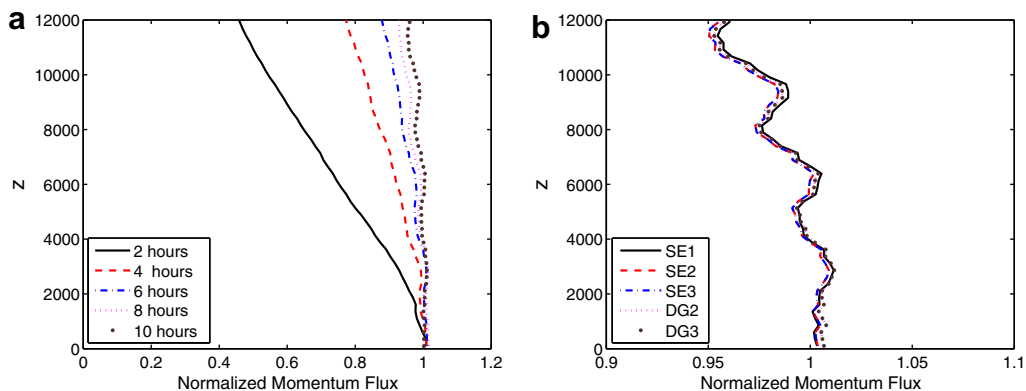 a
12000
10000
8000
6000
4000
2000
0
z
2 hours
4 hours
6 hours
8 hours
10 hours
0 0.2 0.4 0.6 0.8 1 1.2
Normalized Momentum Flux
b
12000
10000
8000
6000
4000
2000
0
z
SE1
SE2
SE3
DG2
DG3
0.9 0.95 1 1.05 1.1
Normalized Momentum Flux